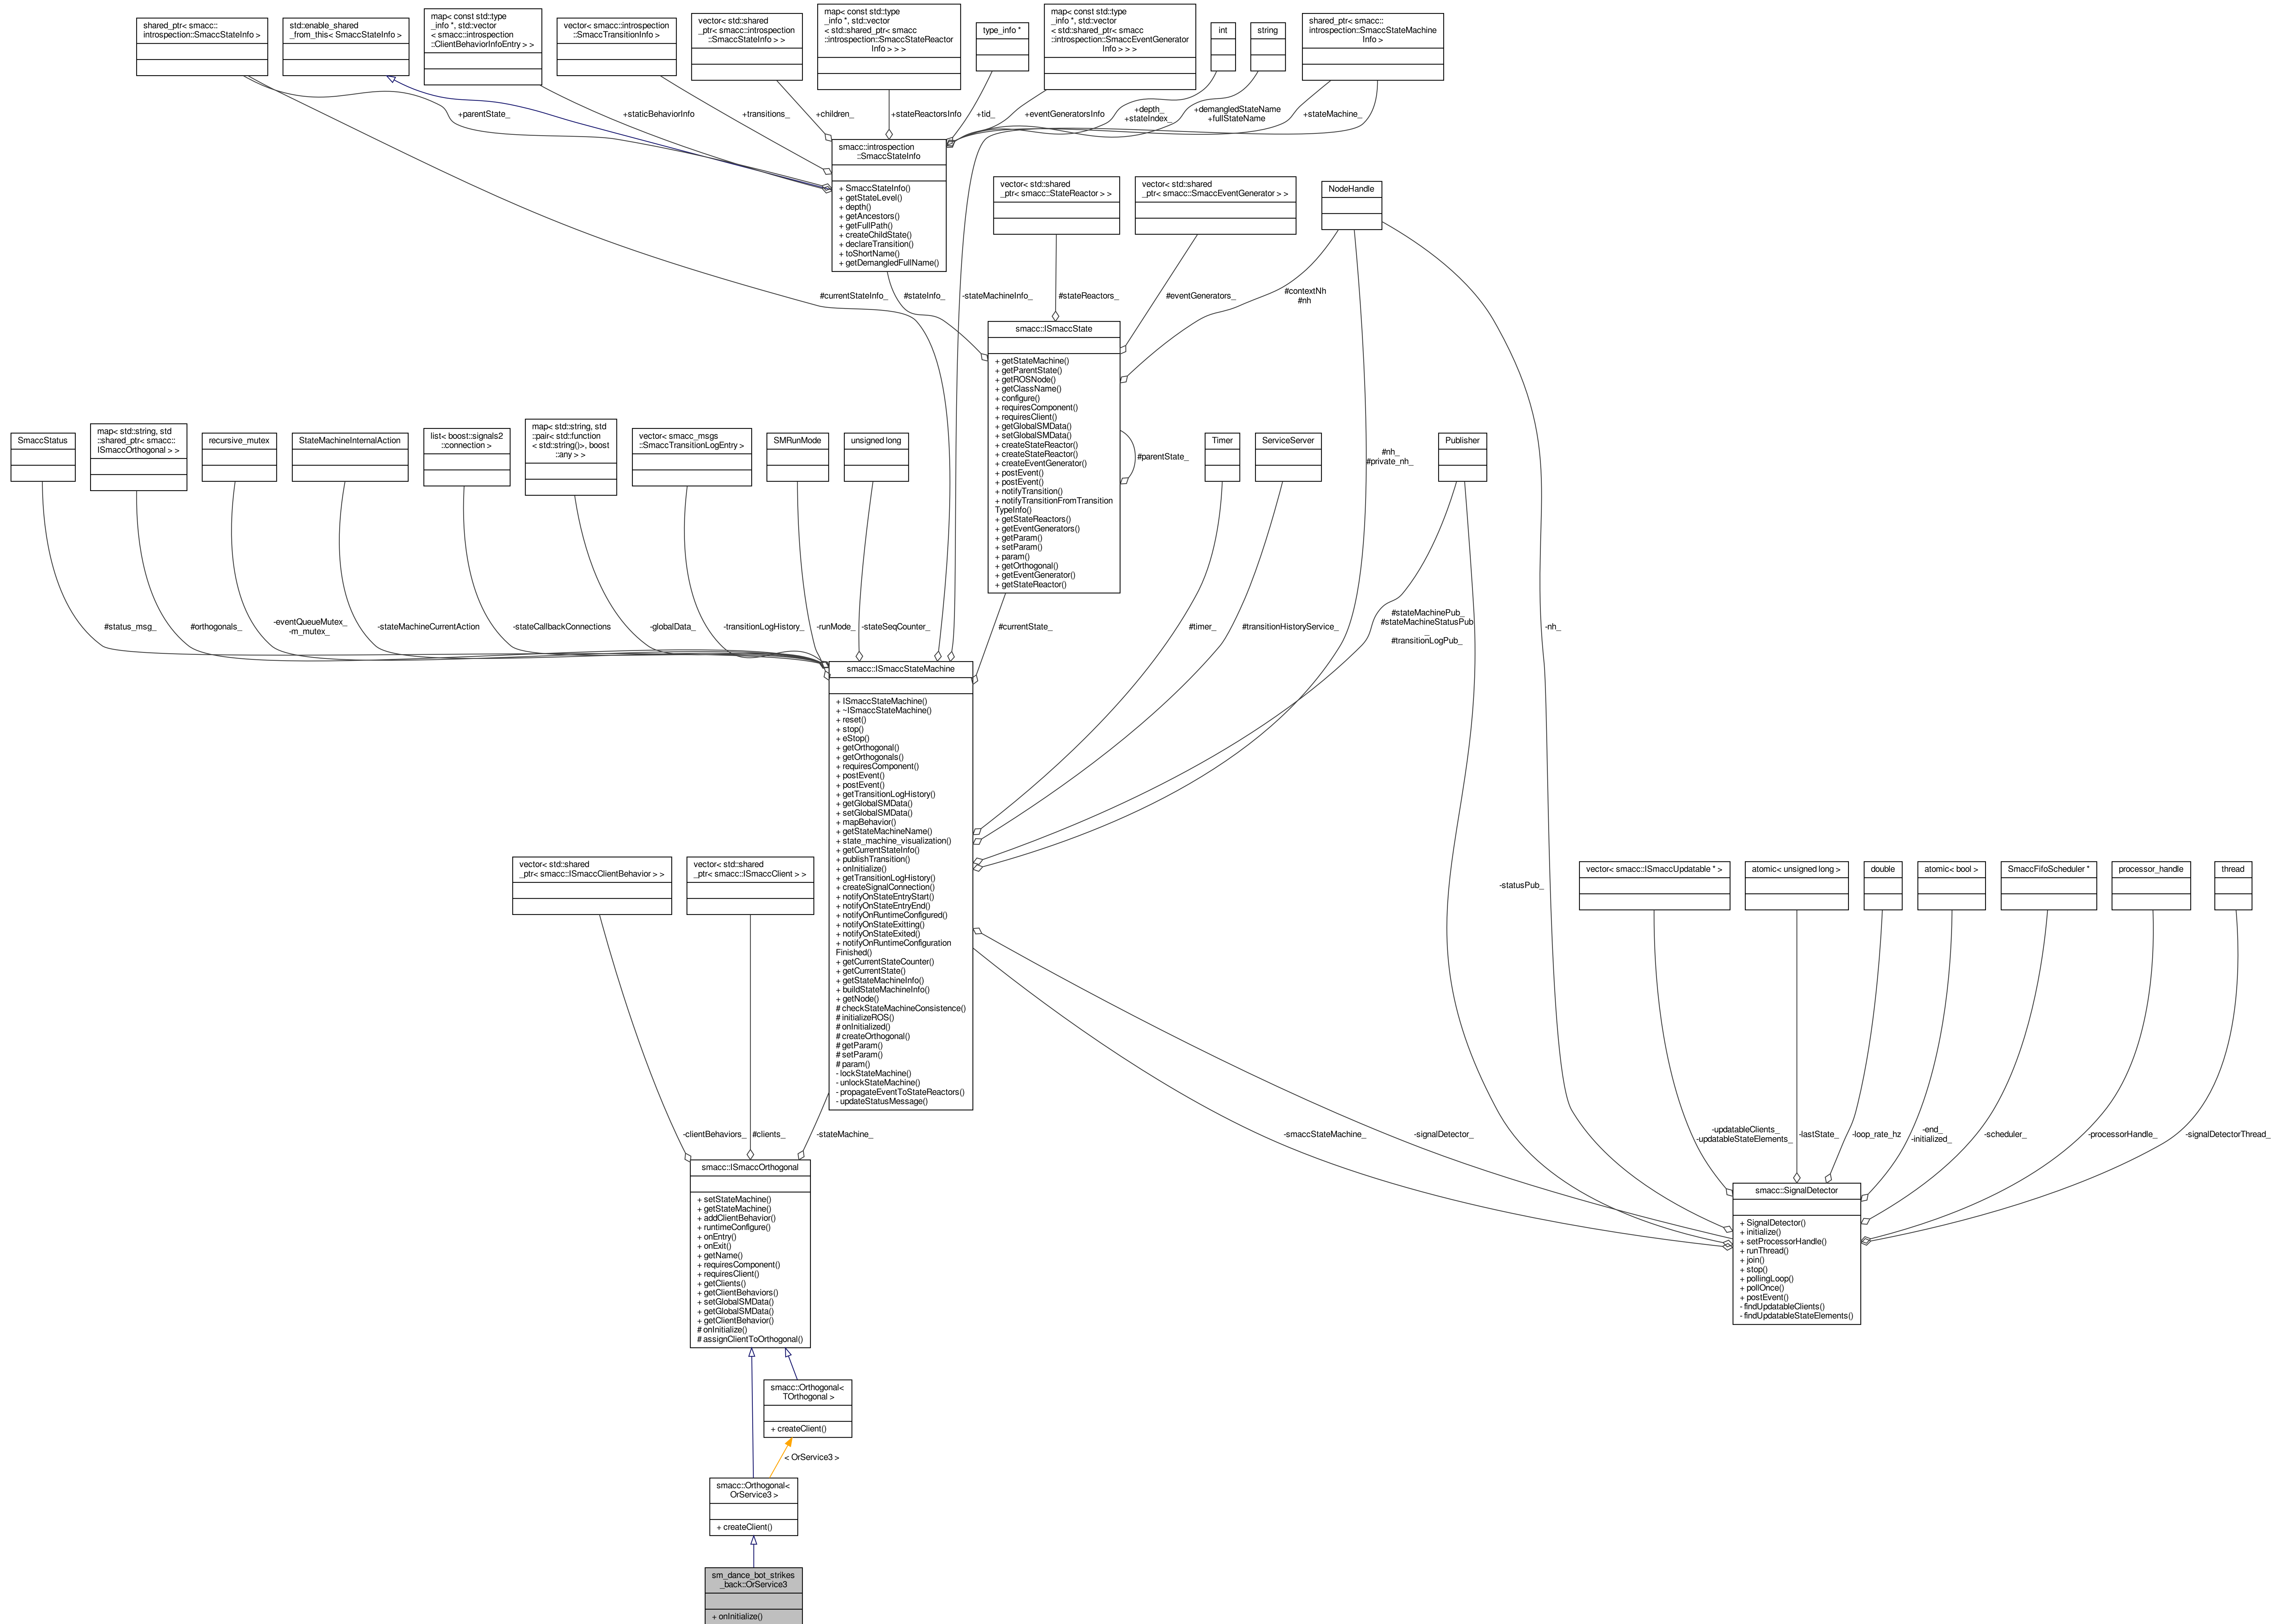 shared_ptr< smacc::
introspection::SmaccStateInfo >
std::enable_shared
_from_this< SmaccStateInfo >
map< const std::type
_info *, std::vector
< smacc::introspection
::ClientBehaviorInfoEntry > >
vector< smacc::introspection
::SmaccTransitionInfo >
vector< std::shared
_ptr< smacc::introspection
::SmaccStateInfo > >
map< const std::type
_info *, std::vector
< std::shared_ptr< smacc
::introspection::SmaccStateReactor
Info > > >
type_info *
map< const std::type
_info *, std::vector
< std::shared_ptr< smacc
::introspection::SmaccEventGenerator
Info > > >
int
string
shared_ptr< smacc::
introspection::SmaccStateMachine
Info >
+parentState_
+staticBehaviorInfo
+transitions_
+children_
+stateReactorsInfo
+tid_
+eventGeneratorsInfo
+depth_
+stateIndex_
+demangledStateName
+fullStateName
+stateMachine_
smacc::introspection
::SmaccStateInfo
+ SmaccStateInfo()
+ getStateLevel()
+ depth()
+ getAncestors()
+ getFullPath()
+ createChildState()
+ declareTransition()
+ toShortName()
+ getDemangledFullName()
vector< std::shared
_ptr< smacc::StateReactor > >
vector< std::shared
_ptr< smacc::SmaccEventGenerator > >
NodeHandle
#currentStateInfo_
#stateInfo_
-stateMachineInfo_
#stateReactors_
#eventGenerators_
#contextNh
#nh
smacc::ISmaccState
+ getStateMachine()
+ getParentState()
+ getROSNode()
+ getClassName()
+ configure()
+ requiresComponent()
+ requiresClient()
+ getGlobalSMData()
+ setGlobalSMData()
+ createStateReactor()
+ createStateReactor()
+ createEventGenerator()
+ postEvent()
+ postEvent()
+ notifyTransition()
+ notifyTransitionFromTransition
TypeInfo()
+ getStateReactors()
+ getEventGenerators()
+ getParam()
+ setParam()
+ param()
+ getOrthogonal()
+ getEventGenerator()
+ getStateReactor()
#parentState_
SmaccStatus
map< std::string, std
::shared_ptr< smacc::
ISmaccOrthogonal > >
recursive_mutex
StateMachineInternalAction
list< boost::signals2
::connection >
map< std::string, std
::pair< std::function
< std::string()>, boost
::any > >
vector< smacc_msgs
::SmaccTransitionLogEntry >
SMRunMode
unsigned long
Timer
ServiceServer
#nh_
#private_nh_
Publisher
#status_msg_
#orthogonals_
-eventQueueMutex_
-m_mutex_
-stateMachineCurrentAction
-stateCallbackConnections
-globalData_
-transitionLogHistory_
-runMode_
-stateSeqCounter_
#currentState_
#timer_
#transitionHistoryService_
#stateMachinePub_
#stateMachineStatusPub
_
#transitionLogPub_
-nh_
smacc::ISmaccStateMachine
+ ISmaccStateMachine()
+ ~ISmaccStateMachine()
+ reset()
+ stop()
+ eStop()
+ getOrthogonal()
+ getOrthogonals()
+ requiresComponent()
+ postEvent()
+ postEvent()
+ getTransitionLogHistory()
+ getGlobalSMData()
+ setGlobalSMData()
+ mapBehavior()
+ getStateMachineName()
+ state_machine_visualization()
+ getCurrentStateInfo()
+ publishTransition()
+ onInitialize()
+ getTransitionLogHistory()
+ createSignalConnection()
+ notifyOnStateEntryStart()
+ notifyOnStateEntryEnd()
+ notifyOnRuntimeConfigured()
+ notifyOnStateExitting()
+ notifyOnStateExited()
+ notifyOnRuntimeConfiguration
Finished()
+ getCurrentStateCounter()
+ getCurrentState()
+ getStateMachineInfo()
+ buildStateMachineInfo()
+ getNode()
# checkStateMachineConsistence()
# initializeROS()
# onInitialized()
# createOrthogonal()
# getParam()
# setParam()
# param()
- lockStateMachine()
- unlockStateMachine()
- propagateEventToStateReactors()
- updateStatusMessage()
vector< std::shared
_ptr< smacc::ISmaccClientBehavior > >
vector< std::shared
_ptr< smacc::ISmaccClient > >
-statusPub_
vector< smacc::ISmaccUpdatable * >
atomic< unsigned long >
double
atomic< bool >
SmaccFifoScheduler *
processor_handle
thread
-clientBehaviors_
#clients_
-stateMachine_
-smaccStateMachine_
-signalDetector_
-updatableClients_
-updatableStateElements_
-lastState_
-loop_rate_hz
-end_
-initialized_
-scheduler_
-processorHandle_
-signalDetectorThread_
smacc::ISmaccOrthogonal
+ setStateMachine()
+ getStateMachine()
+ addClientBehavior()
+ runtimeConfigure()
+ onEntry()
+ onExit()
+ getName()
+ requiresComponent()
+ requiresClient()
+ getClients()
+ getClientBehaviors()
+ setGlobalSMData()
+ getGlobalSMData()
+ getClientBehavior()
# onInitialize()
# assignClientToOrthogonal()
smacc::SignalDetector
+ SignalDetector()
+ initialize()
+ setProcessorHandle()
+ runThread()
+ join()
+ stop()
+ pollingLoop()
+ pollOnce()
+ postEvent()
- findUpdatableClients()
- findUpdatableStateElements()
smacc::Orthogonal<
TOrthogonal >
+ createClient()
< OrService3 >
smacc::Orthogonal<
OrService3 >
+ createClient()
sm_dance_bot_strikes
_back::OrService3
+ onInitialize()